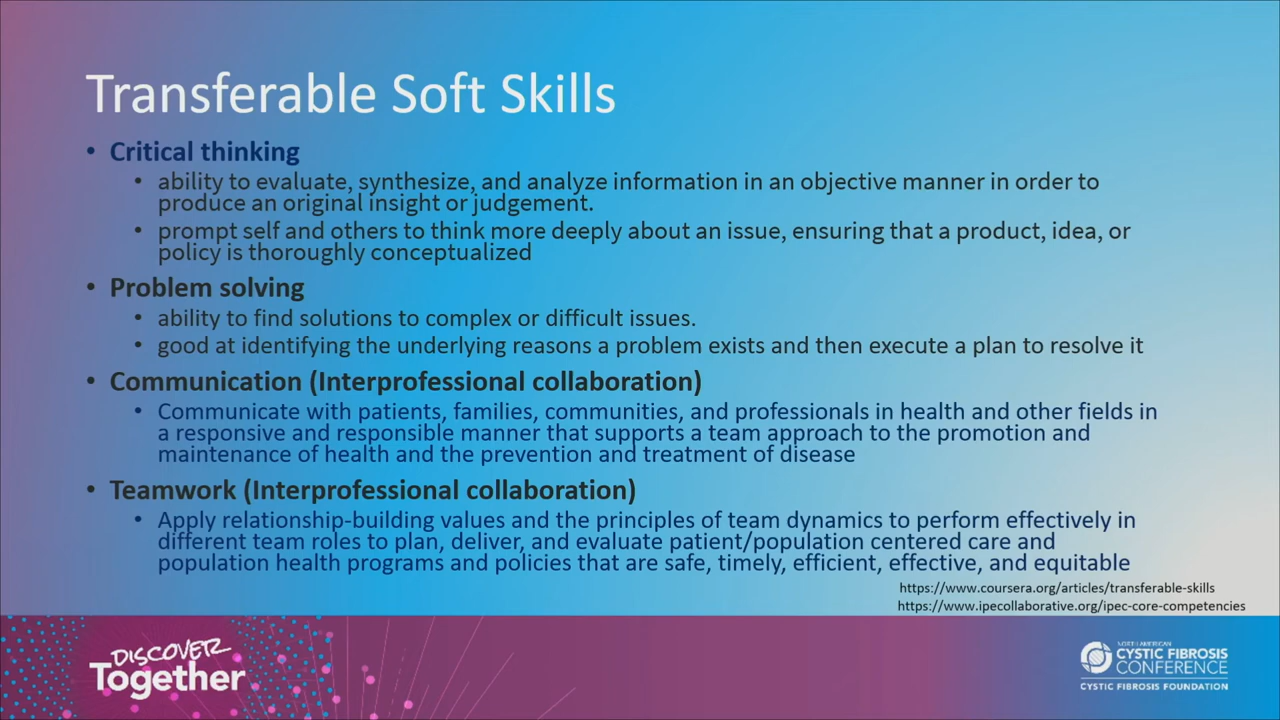 Transferable Soft Skills
• Critical thinking
• ability to evaluate, synthesize, and analyze information in an objective manner in order to
produce an original insight or judgement.
• prompt self and others to think more deeply about an issue, ensuring that a product, idea, or
policy is thoroughly conceptualized
• Problem solving
• ability to find solutions to complex or difficult issues.
• good at identifying the underlying reasons a problem exists and then execute a plan to resolve it
• Communication (Interprofessional collaboration)
• Communicate with patients, families, communities, and professionals in health and other fields in
a responsive and responsible manner that supports a team approach to the promotion and
maintenance of health and the prevention and treatment of disease
• Teamwork (Interprofessional collaboration)
• Apply relationship-building values and the principles of team dynamics to perform effectively in
different team roles to plan, deliver, and evaluate patient/population centered care and
population health programs and policies that are safe, timely, efficient, effective, and equitable
https://www.coursera.org/articles/transferable-skills
https://www.ipecollaborative.org/ipec-core-competencies
DISCOVER
Together
NORTH AMERICAN
CYSTIC FIBROSIS
CONFERENCE
CYSTIC FIBROSIS FOUNDATION